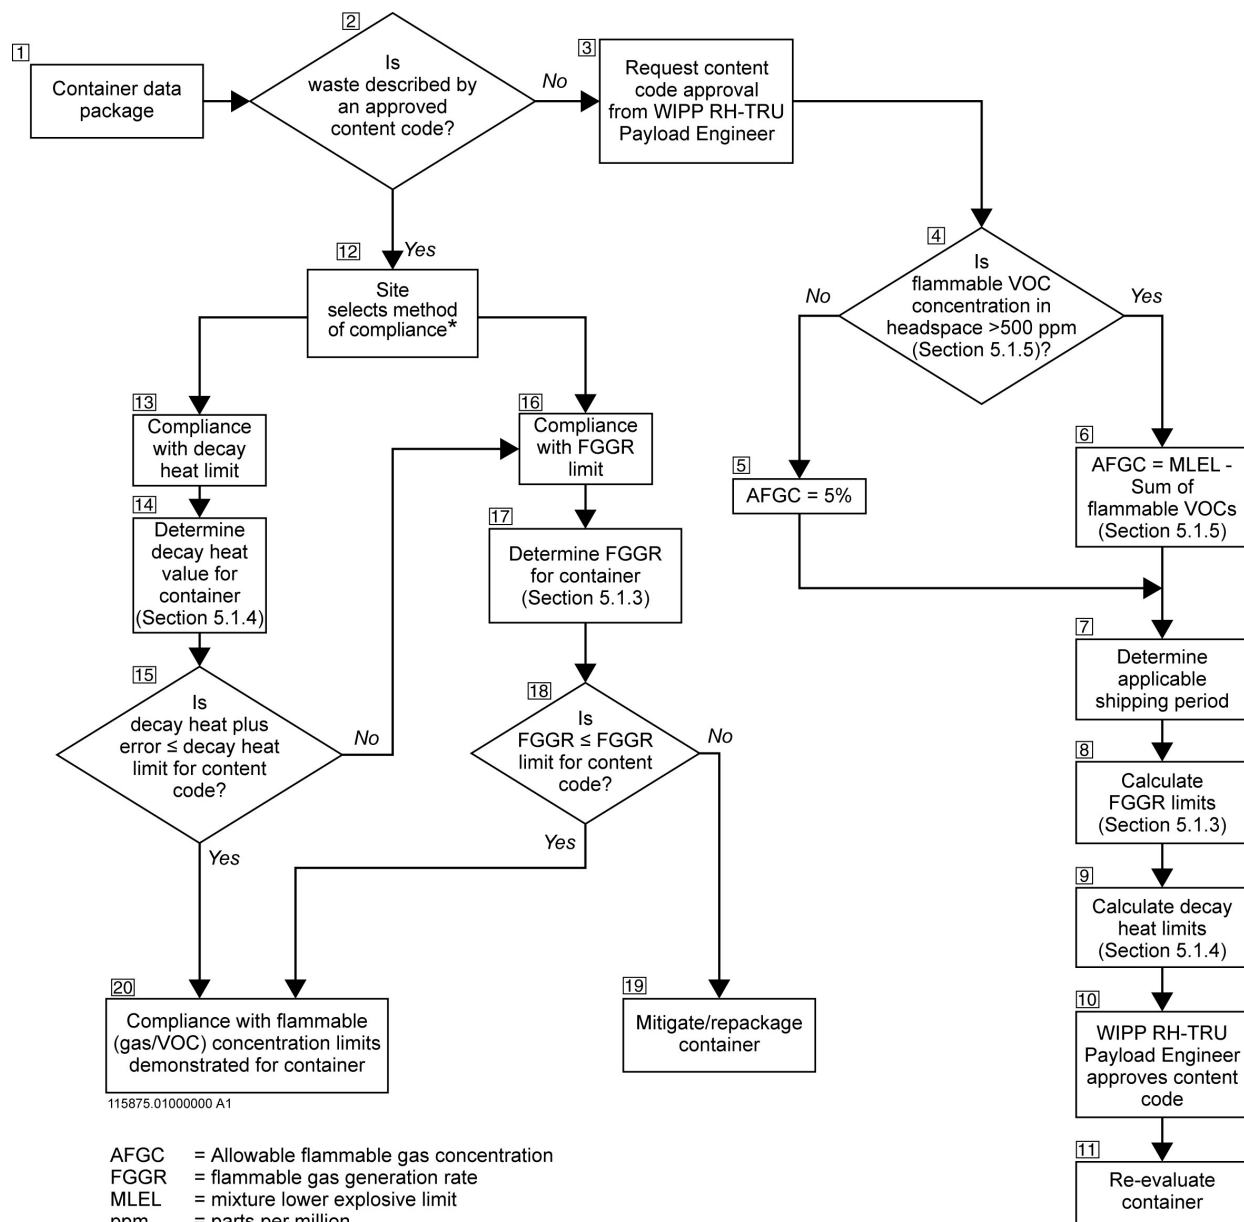 1
Container data
package
2
Is
waste described by
an approved
content code?
No
3
Request content
code approval
from WIPP RH-TRU
Payload Engineer
Yes
12
Site
selects method
of compliance*
4
Is
flammable VOC
concentration in
headspace >500 ppm
(Section 5.1.5)?
No
Yes
13
Compliance
with decay
heat limit
16
Compliance
with FGGR
limit
5
AFGC = 5%
6
AFGC = MLEL -
Sum of
flammable VOCs
(Section 5.1.5)
14
Determine
decay heat
value for
container
(Section 5.1.4)
17
Determine FGGR
for container
(Section 5.1.3)
7
Determine
applicable
shipping period
15
Is
decay heat plus
error ≤ decay heat
limit for content
code?
No
Yes
18
Is
FGGR ≤ FGGR
limit for content
code?
No
Yes
8
Calculate
FGGR limits
(Section 5.1.3)
9
Calculate decay
heat limits
(Section 5.1.4)
20
Compliance with flammable
(gas/VOC) concentration limits
demonstrated for container
19
Mitigate/repackage
container
10
WIPP RH-TRU
Payload Engineer
approves content
code
11
Re-evaluate
container
115875.01000000 A1
AFGC = Allowable flammable gas concentration
FGGR = flammable gas generation rate
MLEL = mixture lower explosive limit
ppm = parts per million